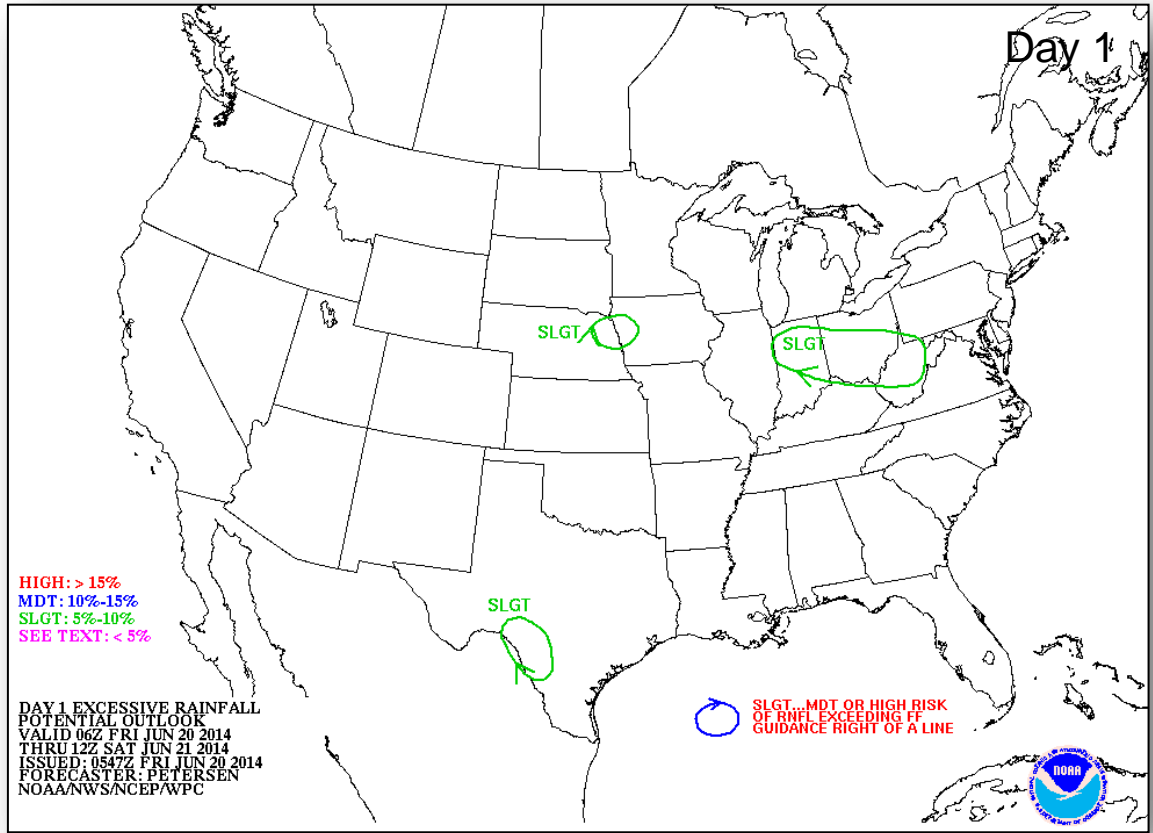 Day 1
SLGT
SLGT
SLGT
HIGH: > 15%
MDT: 10%-15%
SLGT: 5%-10%
SEE TEXT: < 5%
DAY 1 EXCESSIVE RAINFALL
POTENTIAL OUTLOOK
VALID 06Z FRI JUN 20 2014
THRU 12Z SAT JUN 21 2014
ISSUED: 0547Z FRI JUN 20 2014
FORECASTER: PETERSEN
NOAA/NWS/NCEP/WPC
SLGT...MDT OR HIGH RISK
OF RNFL EXCEEDING FF
GUIDANCE RIGHT OF A LINE
NOAA